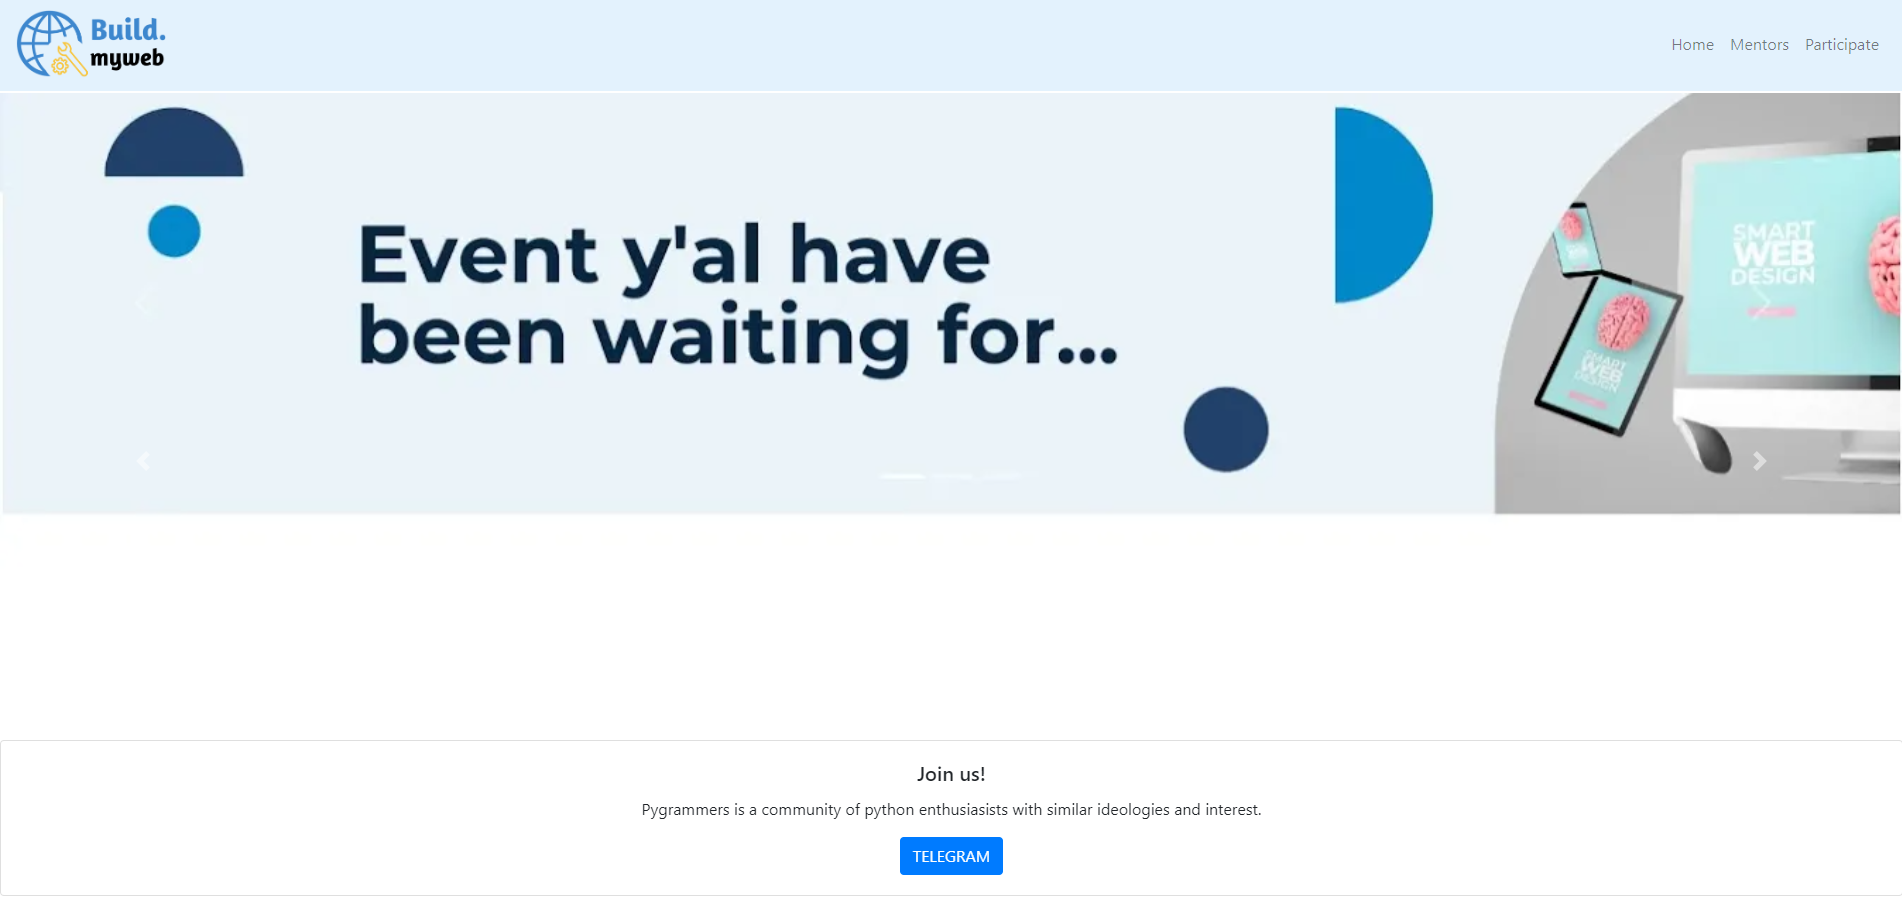 Build.
myweb
Home Mentors Participate
Event y'al have
been waiting for...
SMART
WEB
DESIGN
SMART
WEB
DESIGN
Join us!
Pygrammers is a community of python enthusiasists with similar ideologies and interest.
TELEGRAM